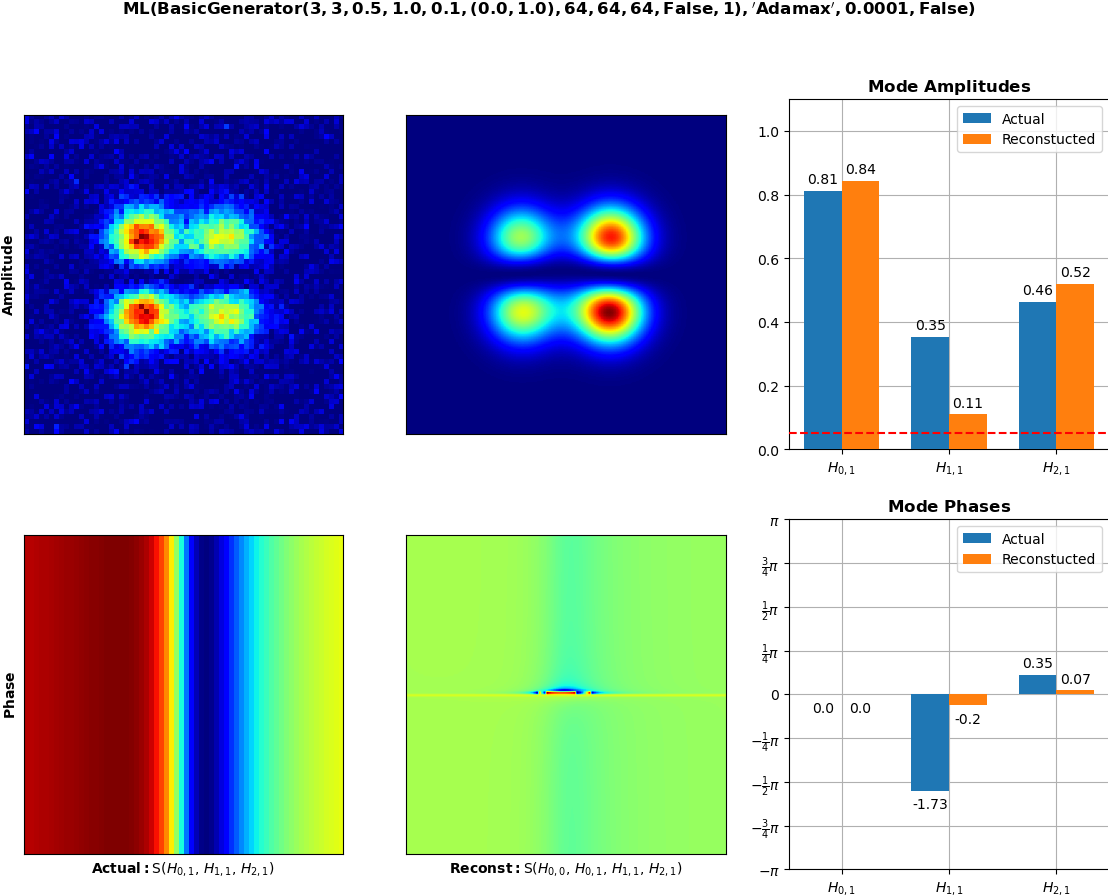 ML(BasicGenerator(3, 3, 0.5, 1.0, 0.1, (0.0, 1.0), 64, 64, 64, False, 1), ′Adamax′, 0.0001, False)
Amplitude
Mode Amplitudes
Actual
Reconstucted
1.0
0.8
0.6
0.4
0.2
0.0
0.81
0.84
0.35
0.11
0.46
0.52
H0,1
H1,1
H2,1
Phase
Actual: S(H0,1, H1,1, H2,1)
Reconst: S(H0,0, H0,1, H1,1, H2,1)
Mode Phases
Actual
Reconstucted
π
3/4π
1/2π
1/4π
0
−1/4π
−1/2π
−3/4π
−π
0.0
0.0
-1.73
-0.2
0.35
0.07
H0,1
H1,1
H2,1